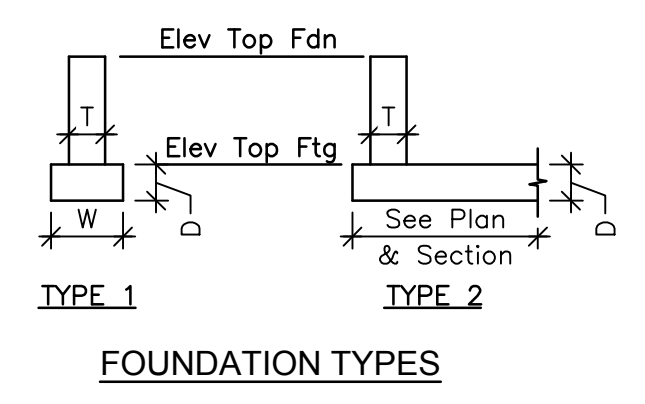 Elev Top Fdn
T
T
Elev Top Ftg
W
D
See Plan
& Section
D
TYPE 1
TYPE 2
FOUNDATION TYPES